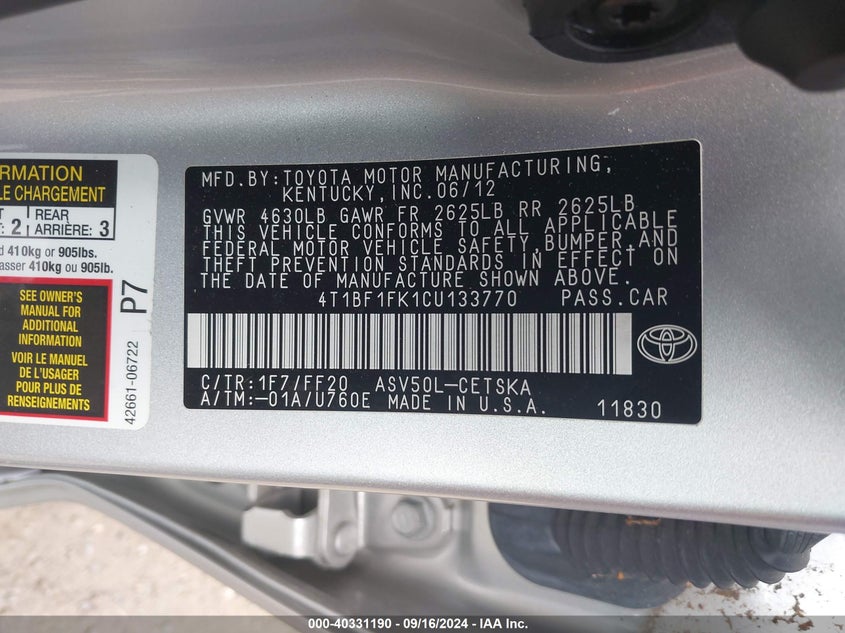 RMATION
LE CHARGEMENT
T
: 2
REAR
ARRIÈRE: 3
d 410kg or 905lbs.
asser 410kg ou 905lb.
SEE OWNER'S
MANUAL FOR
ADDITIONAL
INFORMATION
VOIR LE MANUEL
DE L'USAGER
POUR PLUS DE
RENSEIGNEMENTS
42661-06722 P7
MFD.BY:TOYOTA MOTOR MANUFACTURING,
KENTUCKY,INC.06/12
GVWR 4630LB GAWR FR 2625LB RR 2625LB
THIS VEHICLE CONFORMS TO ALL APPLICABLE
FEDERAL MOTOR VEHICLE SAFETY,BUMPER,AND
THEFT PREVENTION STANDARDS IN EFFECT ON
THE DATE OF MANUFACTURE SHOWN ABOVE.
4T1BF1FK1CU133770 PASS.CAR
C/TR:1F7/FF20 ASV50L-CETSKA
A/TM:-01A/U760E MADE IN U.S.A. 11830
000-40331190 - 09/16/2024 - IAA Inc.